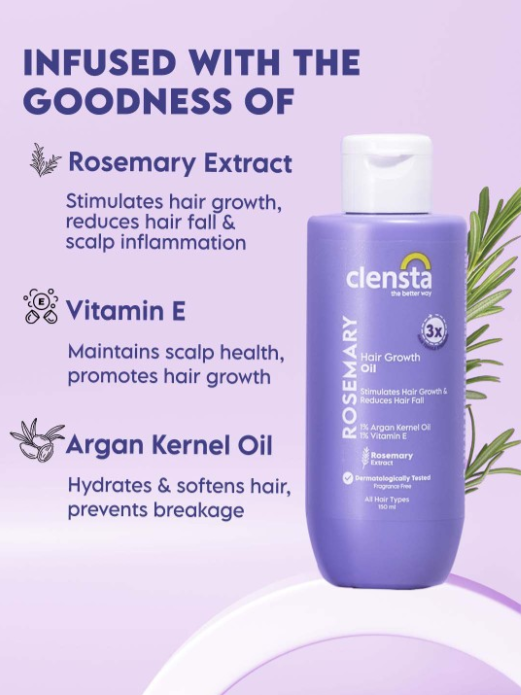 INFUSED WITH THE
GOODNESS OF
Rosemary Extract
Stimulates hair growth,
reduces hair fall &
scalp inflammation
E
Vitamin E
Maintains scalp health,
promotes hair growth
Argan Kernel Oil
Hydrates & softens hair,
prevents breakage
clensta
the better way
3x
ROSEMARY
Hair Growth
Oil
Stimulates Hair Growth &
Reduces Hair Fall
1% Argan Kernel Oil
1% Vitamin E
Rosemary
Extract
Dermatologically Tested
Fragrance Free
All Hair Types
150 ml